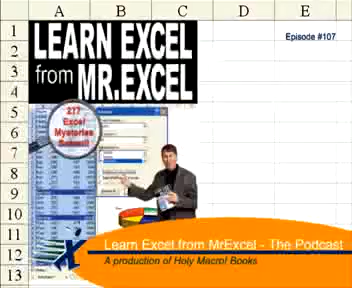 A B C D E
1
2
3
4
5
6
7
8
9
10
11
12
13
Episode #107
LEARN EXCEL
from MR.EXCEL
277
Excel
Mysteries
Solved!
Learn Excel from MrExcel - The Podcast
A production of Holy Macro! Books